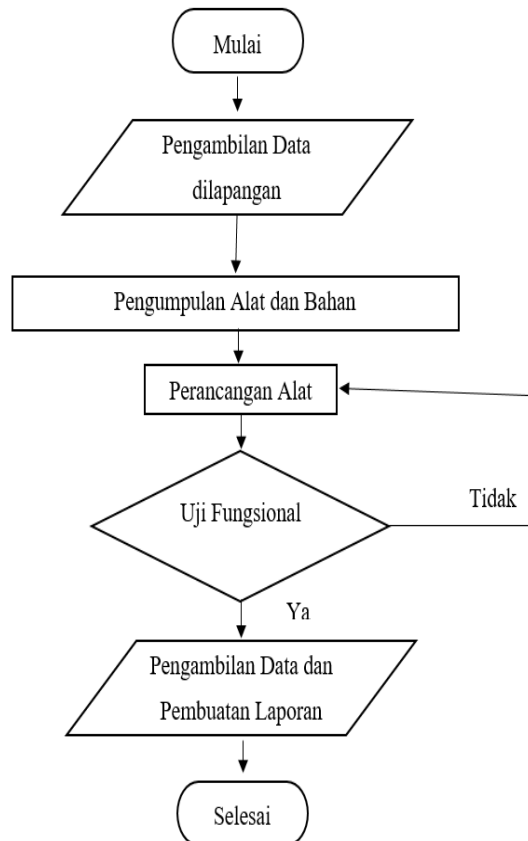 Mulai
Pengambilan Data
dilapangan
Pengumpulan Alat dan Bahan
Perancangan Alat
Uji Fungsional
Tidak
Ya
Pengambilan Data dan
Pembuatan Laporan
Selesai